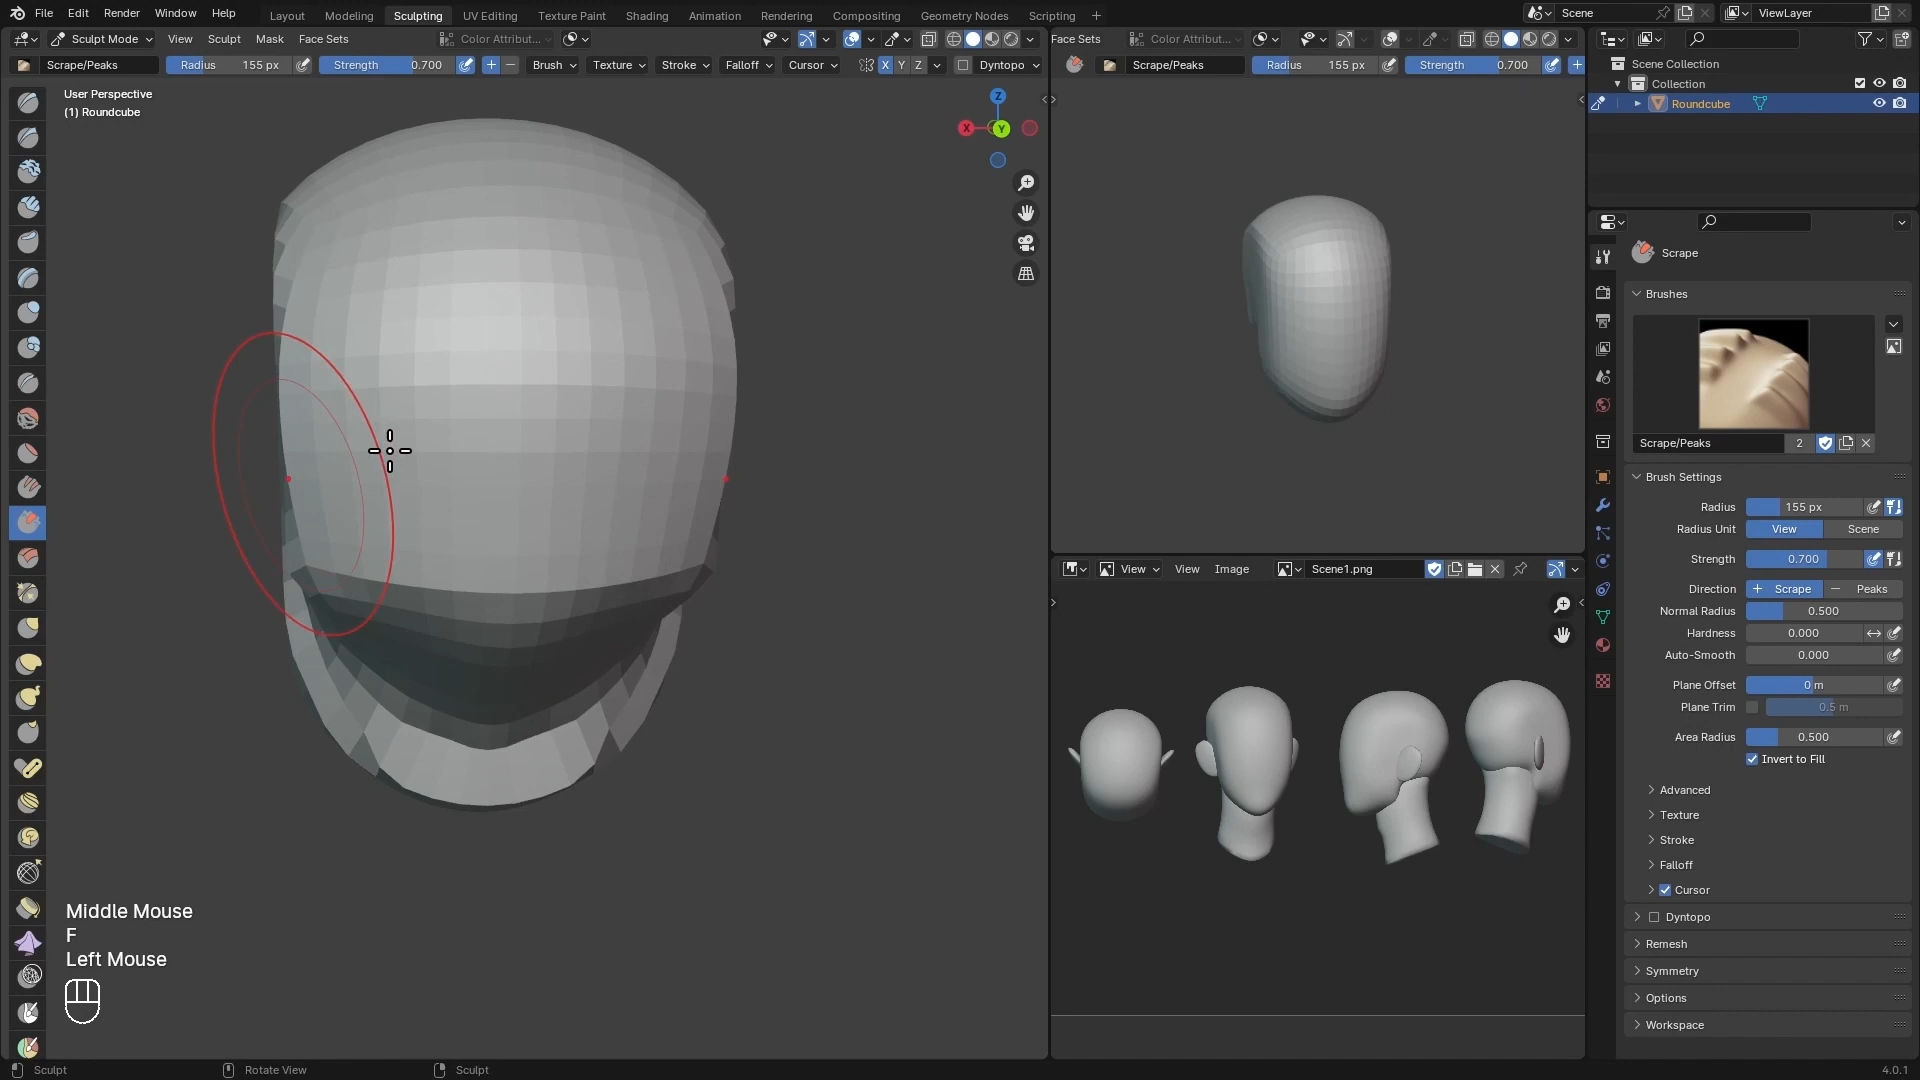 File Edit Render Window Help Layout Modeling Sculpting UV Editing Texture Paint Shading Animation Rendering Compositing Geometry Nodes Scripting + Scene ViewLayer
Sculpt Mode View Sculpt Mask Face Sets Color Attribut... Face Sets Color Attribut...
Scrape/Peaks Radius 155 px Strength 0.700 Brush Texture Stroke Falloff Cursor X Y Z Dyntopo Scrape/Peaks Radius 155 px Strength 0.700
User Perspective
(1) Roundcube
Z
X
Y
Scene Collection
Collection
Roundcube
Scrape
Brushes
Scrape/Peaks 2
Brush Settings
Radius 155 px
Radius Unit View Scene
Strength 0.700
Direction + Scrape − Peaks
Normal Radius 0.500
Hardness 0.000
Auto-Smooth 0.000
Plane Offset 0 m
Plane Trim 0.5 m
Area Radius 0.500
Invert to Fill
Advanced
Texture
Stroke
Falloff
Cursor
Dyntopo
Remesh
Symmetry
Options
Workspace
View View Image Scene1.png
Middle Mouse
F
Left Mouse
Sculpt Rotate View Sculpt 4.0.1